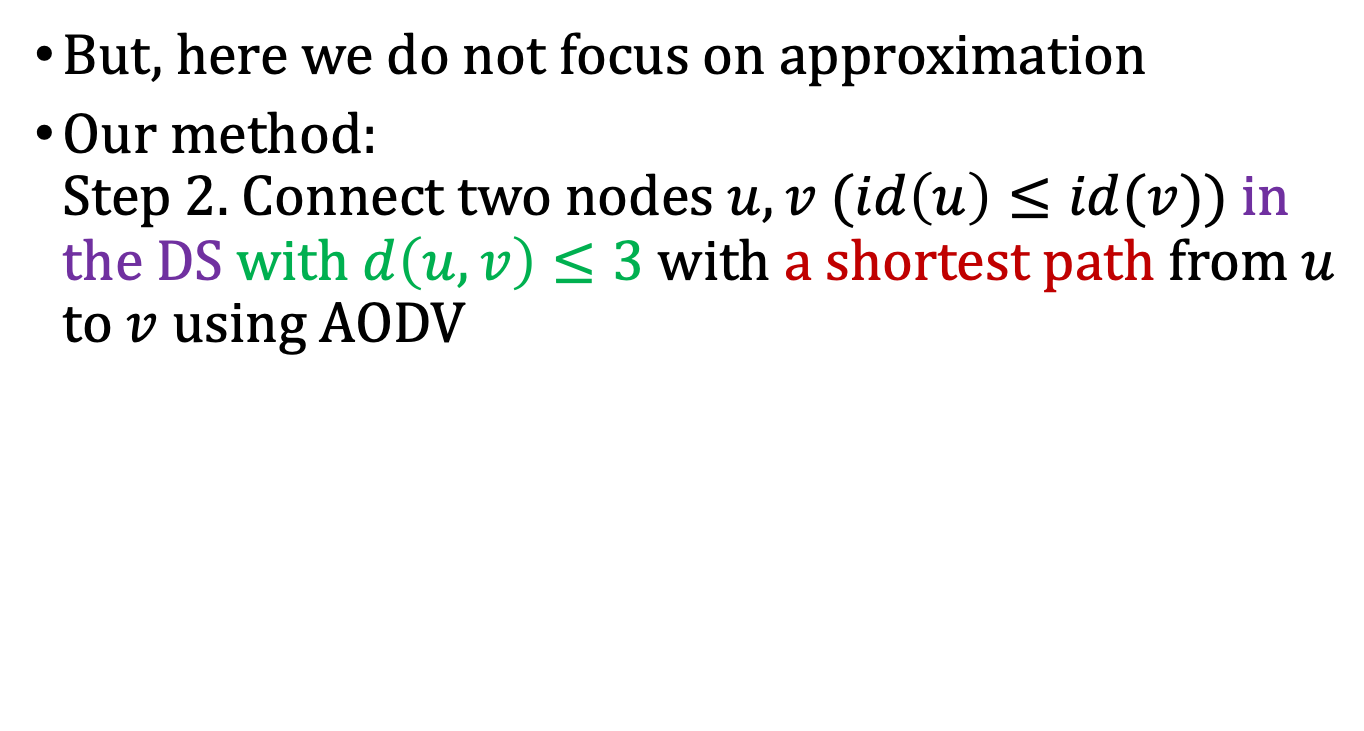 • But, here we do not focus on approximation
• Our method:
Step 2. Connect two nodes 𝑢, 𝑣 (𝑖𝑑(𝑢) ≤ 𝑖𝑑(𝑣)) in
the DS with 𝑑(𝑢, 𝑣) ≤ 3 with a shortest path from 𝑢
to 𝑣 using AODV